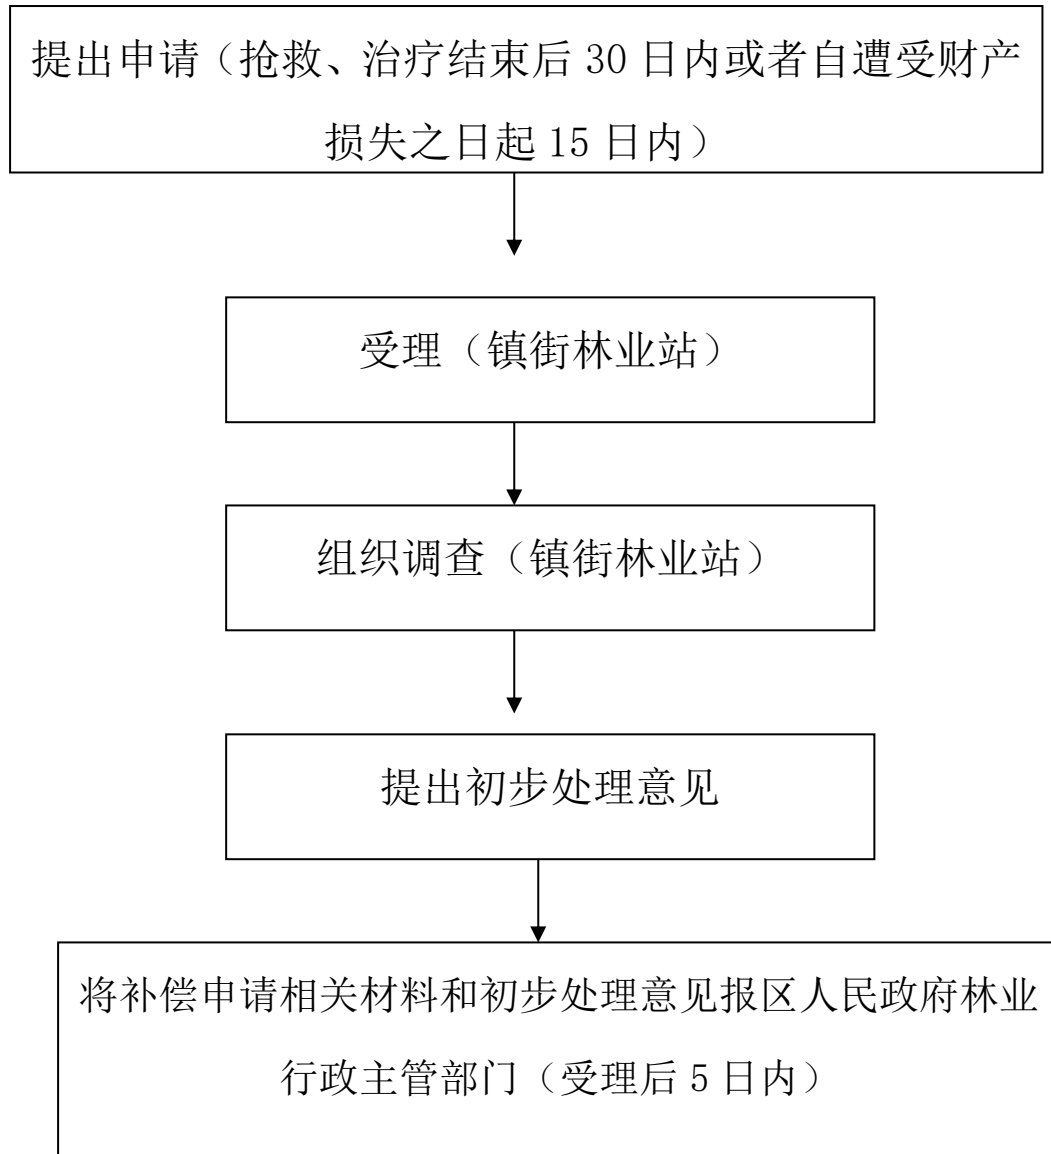 提出申请（抢救、治疗结束后 30 日内或者自遭受财产
损失之日起 15 日内）
受理（镇街林业站）
组织调查（镇街林业站）
提出初步处理意见
将补偿申请相关材料和初步处理意见报区人民政府林业
行政主管部门（受理后 5 日内）